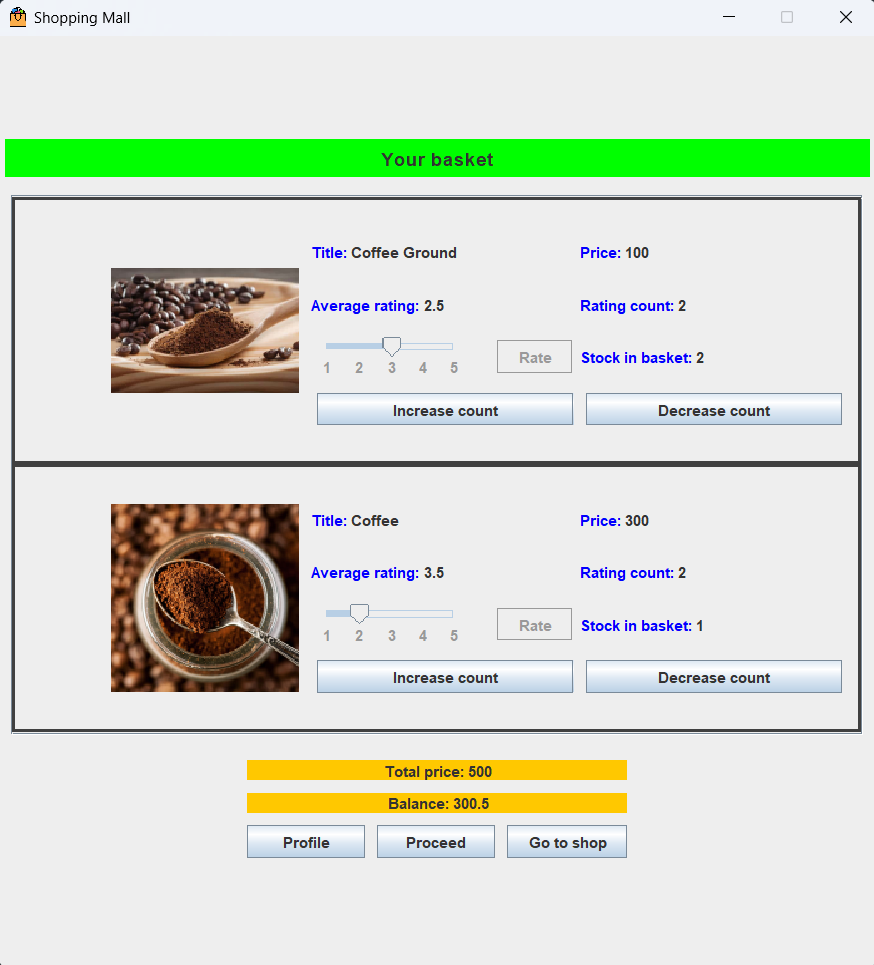 Shopping Mall
Your basket
Title: Coffee Ground
Price: 100
Average rating: 2.5
Rating count: 2
1 2 3 4 5
Rate
Stock in basket: 2
Increase count
Decrease count
Title: Coffee
Price: 300
Average rating: 3.5
Rating count: 2
1 2 3 4 5
Rate
Stock in basket: 1
Increase count
Decrease count
Total price: 500
Balance: 300.5
Profile
Proceed
Go to shop